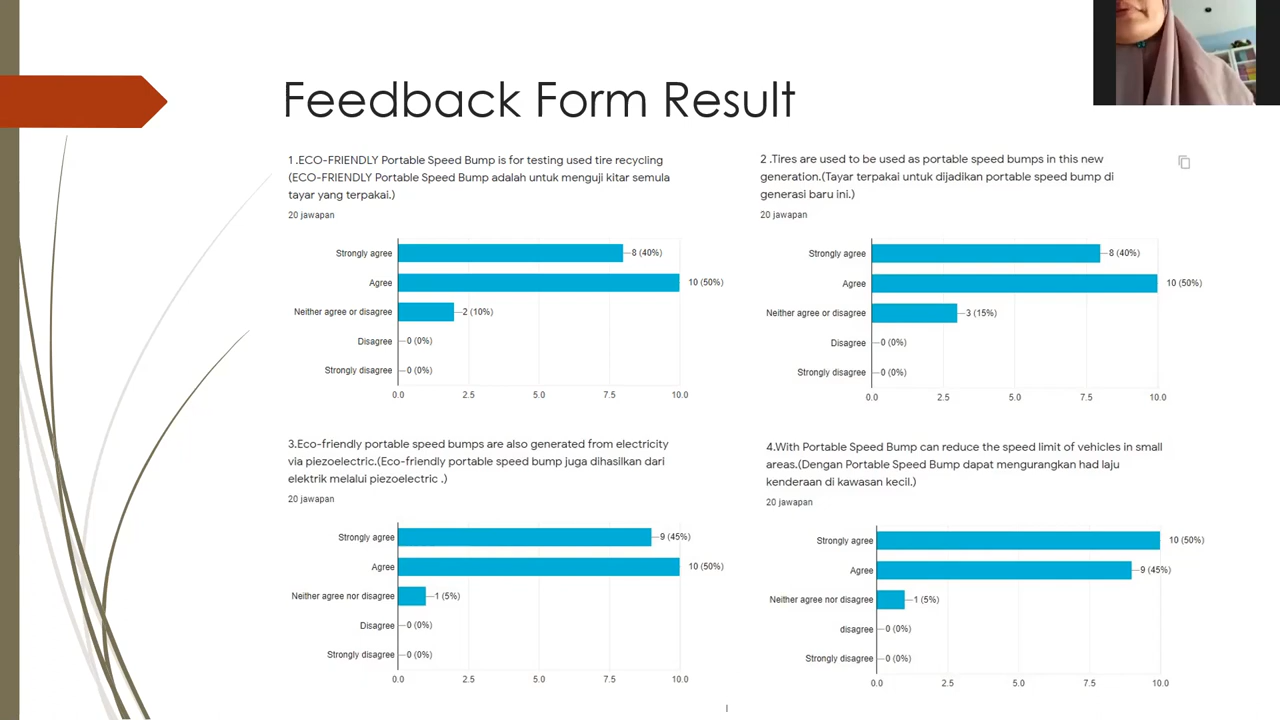 Feedback Form Result
1 .ECO-FRIENDLY Portable Speed Bump is for testing used tire recycling
(ECO-FRIENDLY Portable Speed Bump adalah untuk menguji kitar semula
tayar yang terpakai.)
20 jawapan
Strongly agree 8 (40%)
Agree 10 (50%)
Neither agree or disagree 2 (10%)
Disagree 0 (0%)
Strongly disagree 0 (0%)
0.0 2.5 5.0 7.5 10.0
2 .Tires are used to be used as portable speed bumps in this new
generation.(Tayar terpakai untuk dijadikan portable speed bump di
generasi baru ini.)
20 jawapan
Strongly agree 8 (40%)
Agree 10 (50%)
Neither agree or disagree 3 (15%)
Disagree 0 (0%)
Strongly disagree 0 (0%)
0.0 2.5 5.0 7.5 10.0
3.Eco-friendly portable speed bumps are also generated from electricity
via piezoelectric.(Eco-friendly portable speed bump juga dihasilkan dari
elektrik melalui piezoelectric .)
20 jawapan
Strongly agree 9 (45%)
Agree 10 (50%)
Neither agree nor disagree 1 (5%)
Disagree 0 (0%)
Strongly disagree 0 (0%)
0.0 2.5 5.0 7.5 10.0
4.With Portable Speed Bump can reduce the speed limit of vehicles in small
areas.(Dengan Portable Speed Bump dapat mengurangkan had laju
kenderaan di kawasan kecil.)
20 jawapan
Strongly agree 10 (50%)
Agree 9 (45%)
Neither agree nor disagree 1 (5%)
disagree 0 (0%)
Strongly disagree 0 (0%)
0.0 2.5 5.0 7.5 10.0